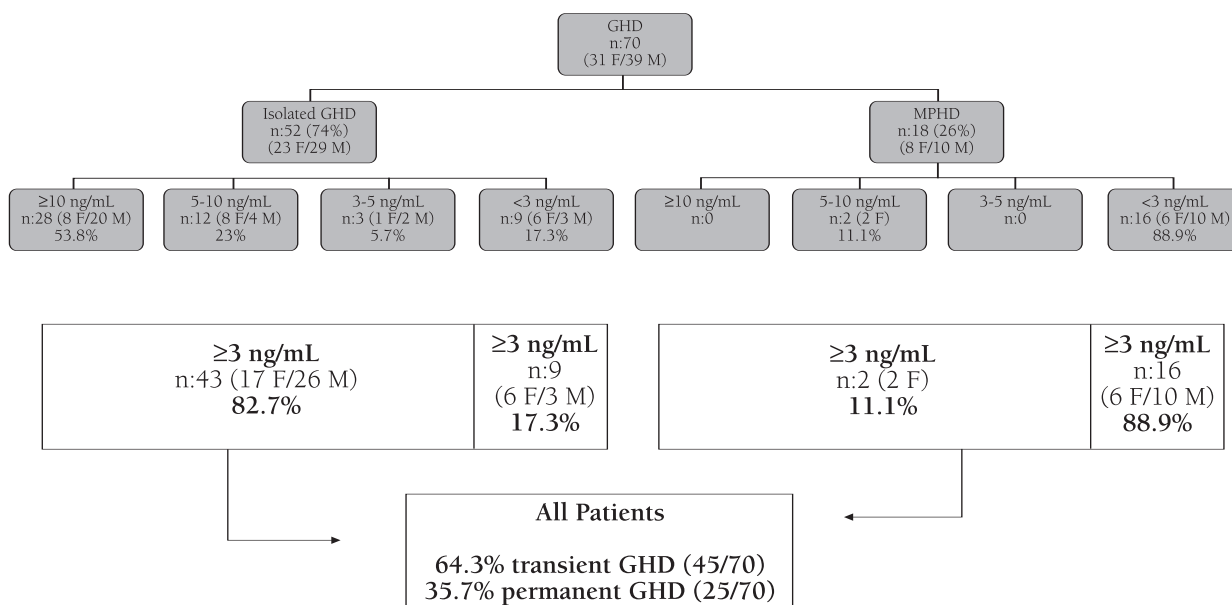 GHD
n:70
(31 F/39 M)
Isolated GHD
n:52 (74%)
(23 F/29 M)
MPHD
n:18 (26%)
(8 F/10 M)
≥10 ng/mL
n:28 (8 F/20 M)
53.8%
5-10 ng/mL
n:12 (8 F/4 M)
23%
3-5 ng/mL
n:3 (1 F/2 M)
5.7%
<3 ng/mL
n:9 (6 F/3 M)
17.3%
≥10 ng/mL
n:0
5-10 ng/mL
n:2 (2 F)
11.1%
3-5 ng/mL
n:0
<3 ng/mL
n:16 (6 F/10 M)
88.9%
≥3 ng/mL
n:43 (17 F/26 M)
82.7%
≥3 ng/mL
n:9
(6 F/3 M)
17.3%
≥3 ng/mL
n:2 (2 F)
11.1%
≥3 ng/mL
n:16
(6 F/10 M)
88.9%
All Patients
64.3% transient GHD (45/70)
35.7% permanent GHD (25/70)